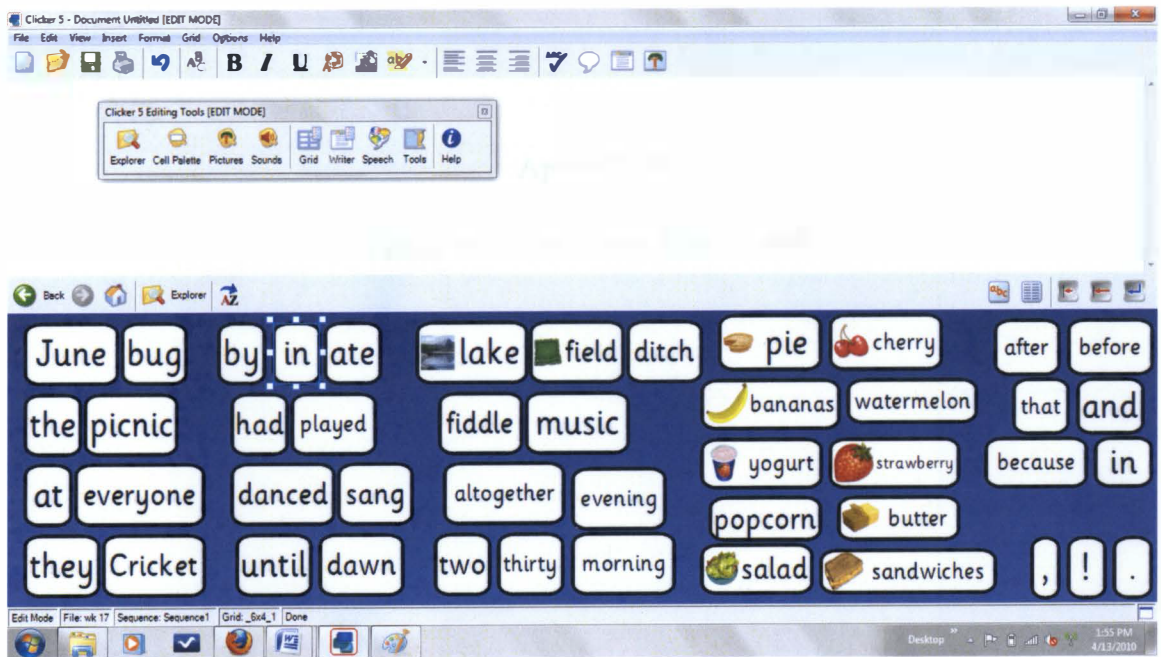 Clicker 5 - Document Untitled [EDIT MODE]
File Edit View Insert Format Grid Options Help
B I U
Clicker 5 Editing Tools [EDIT MODE]
Explorer Cell Palette Pictures Sounds Grid Writer Speech Tools Help
Back Explorer AZ abc
June bug by in ate lake field ditch pie cherry after before
bananas watermelon that and
the picnic had played fiddle music
yogurt strawberry because in
at everyone danced sang altogether evening
popcorn butter
they Cricket until dawn two thirty morning salad sandwiches , ! .
Edit Mode File: wk 17 Sequence: Sequence1 Grid: _6x4_1 Done
Desktop 1:55 PM
4/13/2010